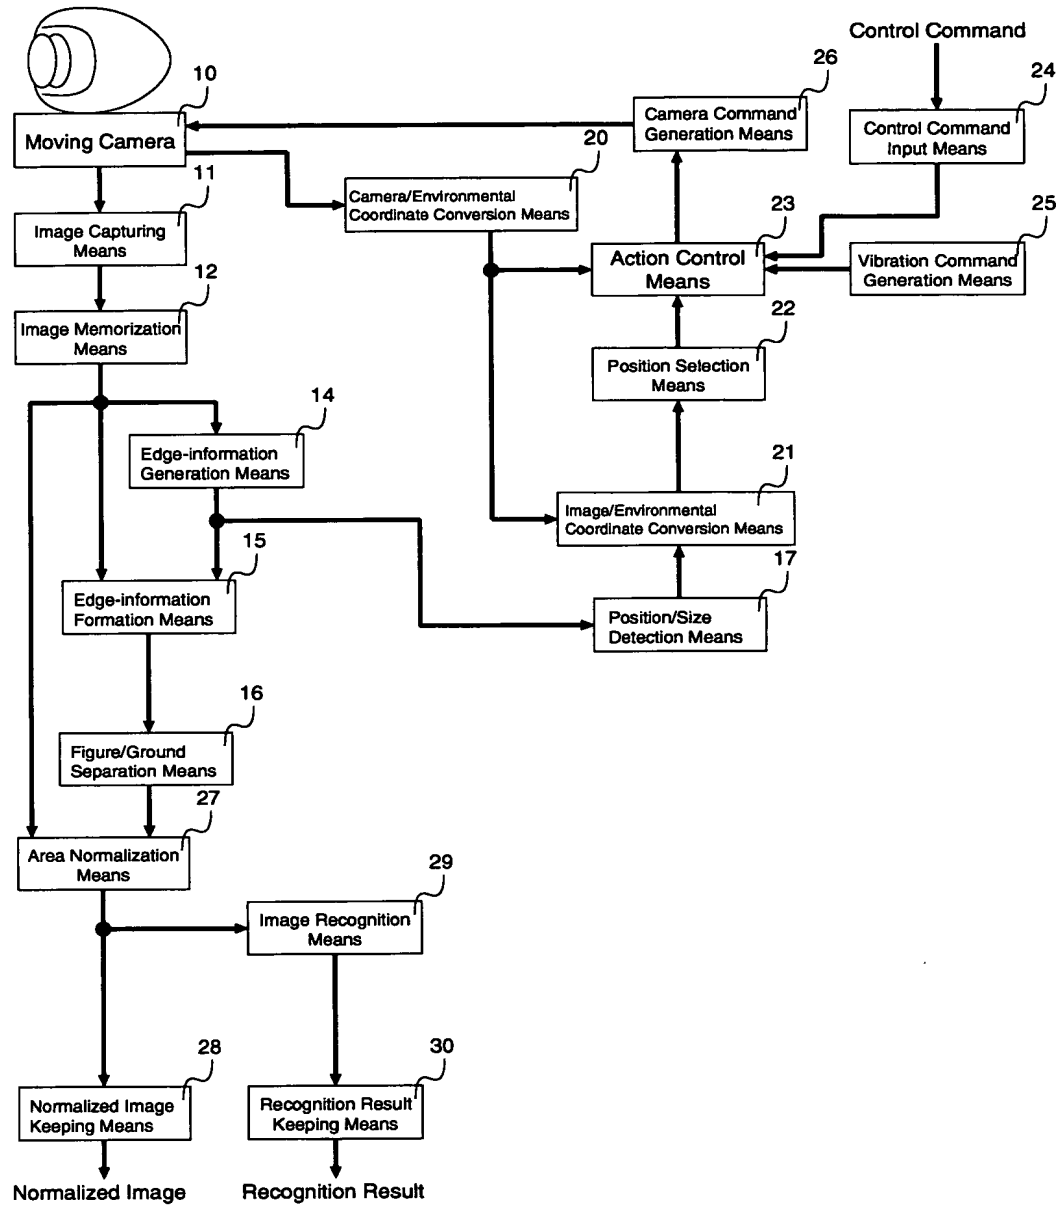 Control Command
10
Moving Camera
26
Camera Command
Generation Means
24
Control Command
Input Means
20
Camera/Environmental
Coordinate Conversion Means
11
Image Capturing
Means
23
Action Control
Means
25
Vibration Command
Generation Means
12
Image Memorization
Means
22
Position Selection
Means
14
Edge-information
Generation Means
21
Image/Environmental
Coordinate Conversion Means
15
Edge-information
Formation Means
17
Position/Size
Detection Means
16
Figure/Ground
Separation Means
27
Area Normalization
Means
29
Image Recognition
Means
28
Normalized Image
Keeping Means
30
Recognition Result
Keeping Means
Normalized Image
Recognition Result